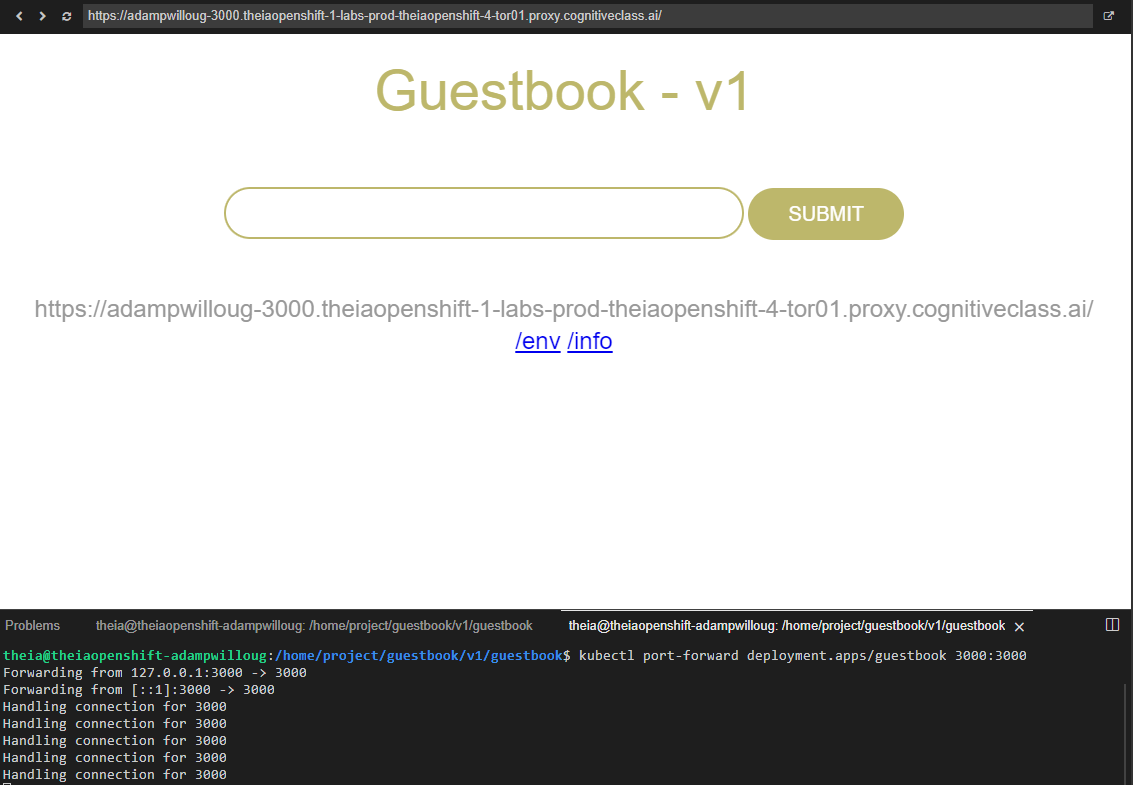 https://adampwilloug-3000.theiaopenshift-1-labs-prod-theiaopenshift-4-tor01.proxy.cognitiveclass.ai/
Guestbook - v1
SUBMIT
https://adampwilloug-3000.theiaopenshift-1-labs-prod-theiaopenshift-4-tor01.proxy.cognitiveclass.ai/
/env /info
Problems theia@theiaopenshift-adampwilloug: /home/project/guestbook/v1/guestbook theia@theiaopenshift-adampwilloug: /home/project/guestbook/v1/guestbook
theia@theiaopenshift-adampwilloug:/home/project/guestbook/v1/guestbook$ kubectl port-forward deployment.apps/guestbook 3000:3000
Forwarding from 127.0.0.1:3000 -> 3000
Forwarding from [::1]:3000 -> 3000
Handling connection for 3000
Handling connection for 3000
Handling connection for 3000
Handling connection for 3000
Handling connection for 3000